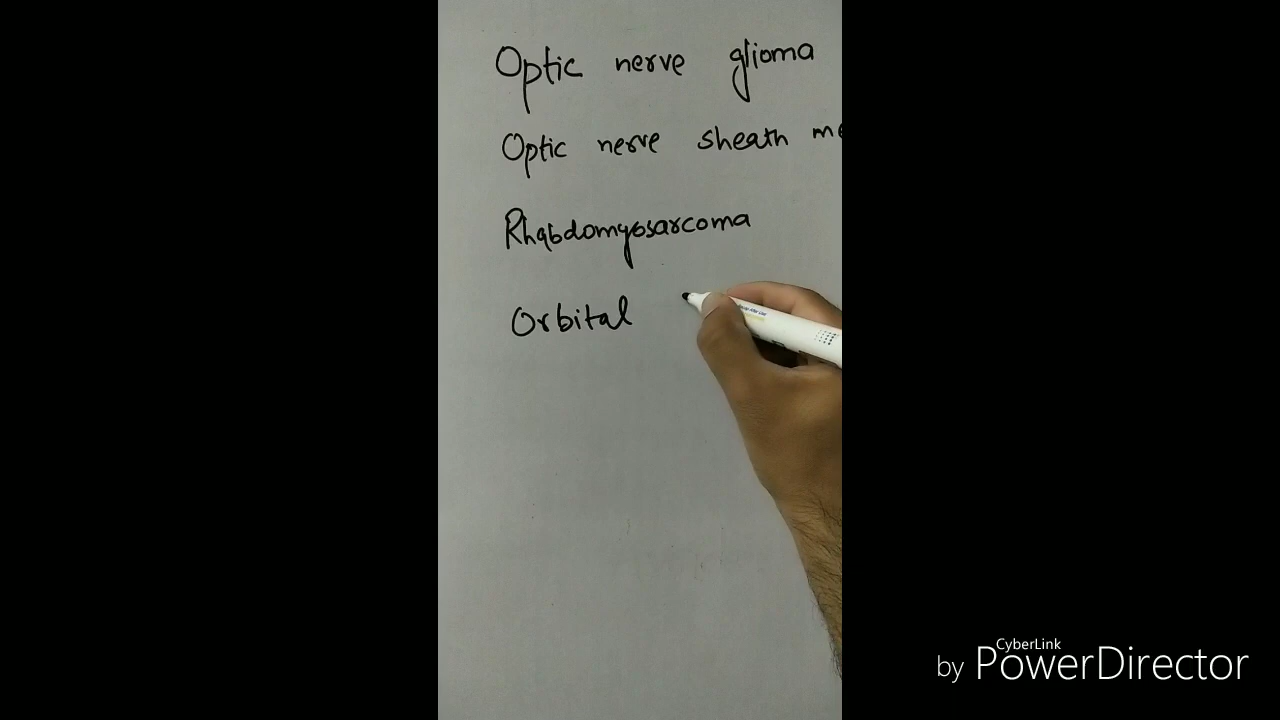 Optic nerve glioma
Optic nerve sheath me
Rhabdomyosarcoma
Orbital
CyberLink
by PowerDirector